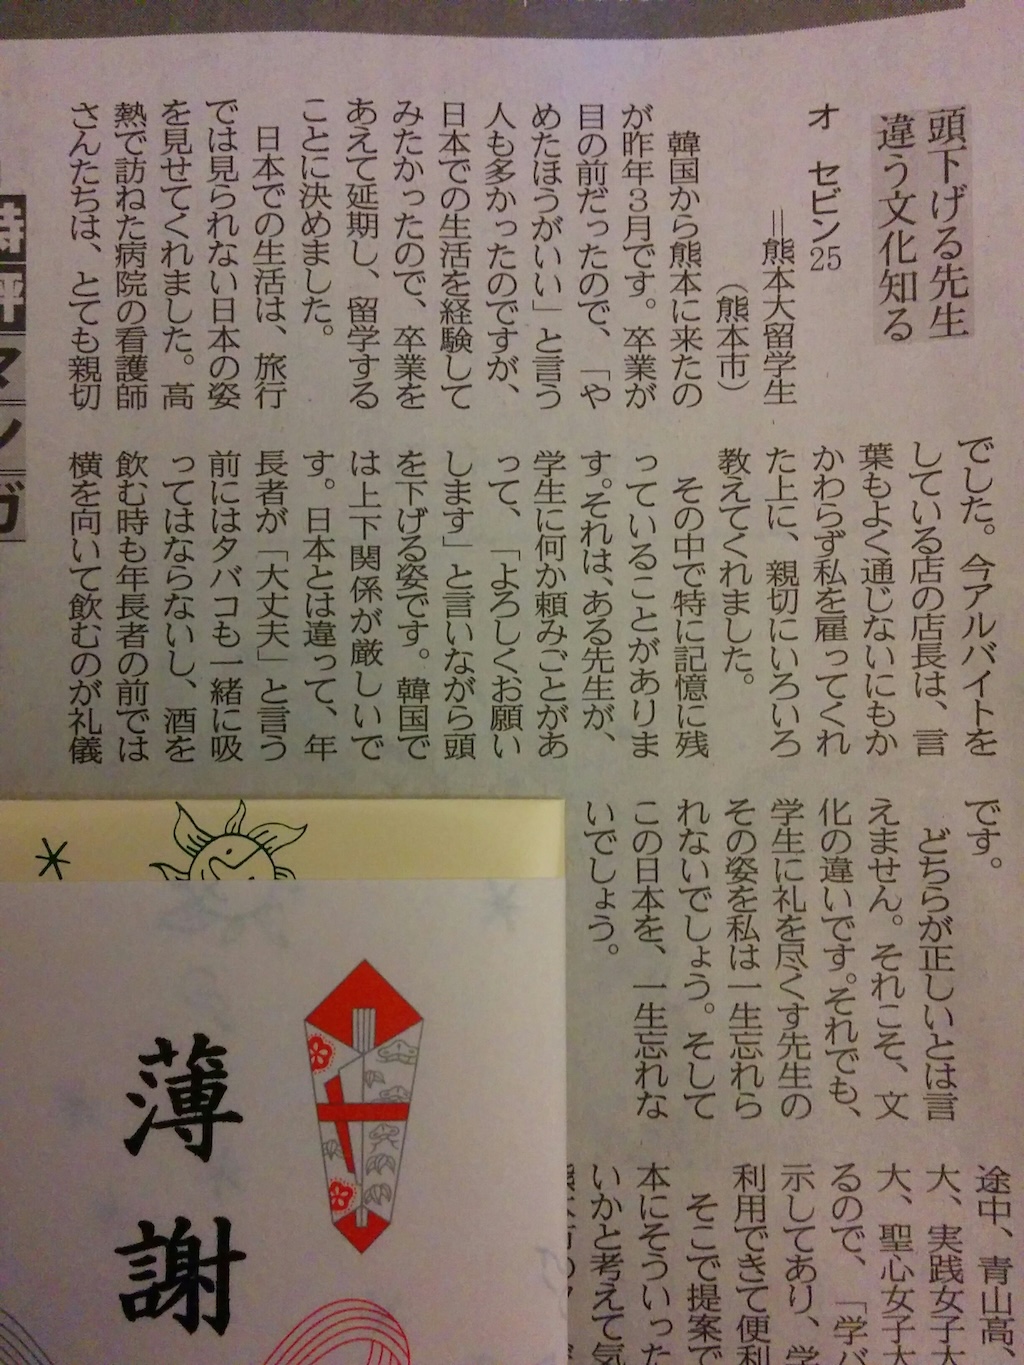 頭下げる先生
違う文化知る
オ セビン25
＝熊本大留学生
（熊本市）
韓国から熊本に来たの
が昨年３月です。卒業が
目の前だったので、「や
めたほうがいい」と言う
人も多かったのですが、
日本での生活を経験して
みたかったので、卒業を
あえて延期し、留学する
ことに決めました。
日本での生活は、旅行
では見られない日本の姿
を見せてくれました。高
熱で訪ねた病院の看護師
さんたちは、とても親切
でした。今アルバイトを
している店の店長は、言
葉もよく通じないにもか
かわらず私を雇ってくれ
た上に、親切にいろいろ
教えてくれました。
その中で特に記憶に残
っていることがありま
す。それは、ある先生が、
学生に何か頼みごとがあ
って、「よろしくお願い
します」と言いながら頭
を下げる姿です。韓国で
は上下関係が厳しいで
す。日本とは違って、年
長者が「大丈夫」と言う
前にはタバコも一緒に吸
ってはならないし、酒を
飲む時も年長者の前では
横を向いて飲むのが礼儀
です。
どちらが正しいとは言
えません。それこそ、文
化の違いです。それでも、
学生に礼を尽くす先生の
その姿を私は一生忘れら
れないでしょう。そして
この日本を、一生忘れな
いでしょう。
途中、青山高、
大、実践女子大
大、聖心女子大
るので、「学バ
示してあり、学
利用できて便利
そこで提案で
本にそういった
いかと考えて気
マンガ
薄謝